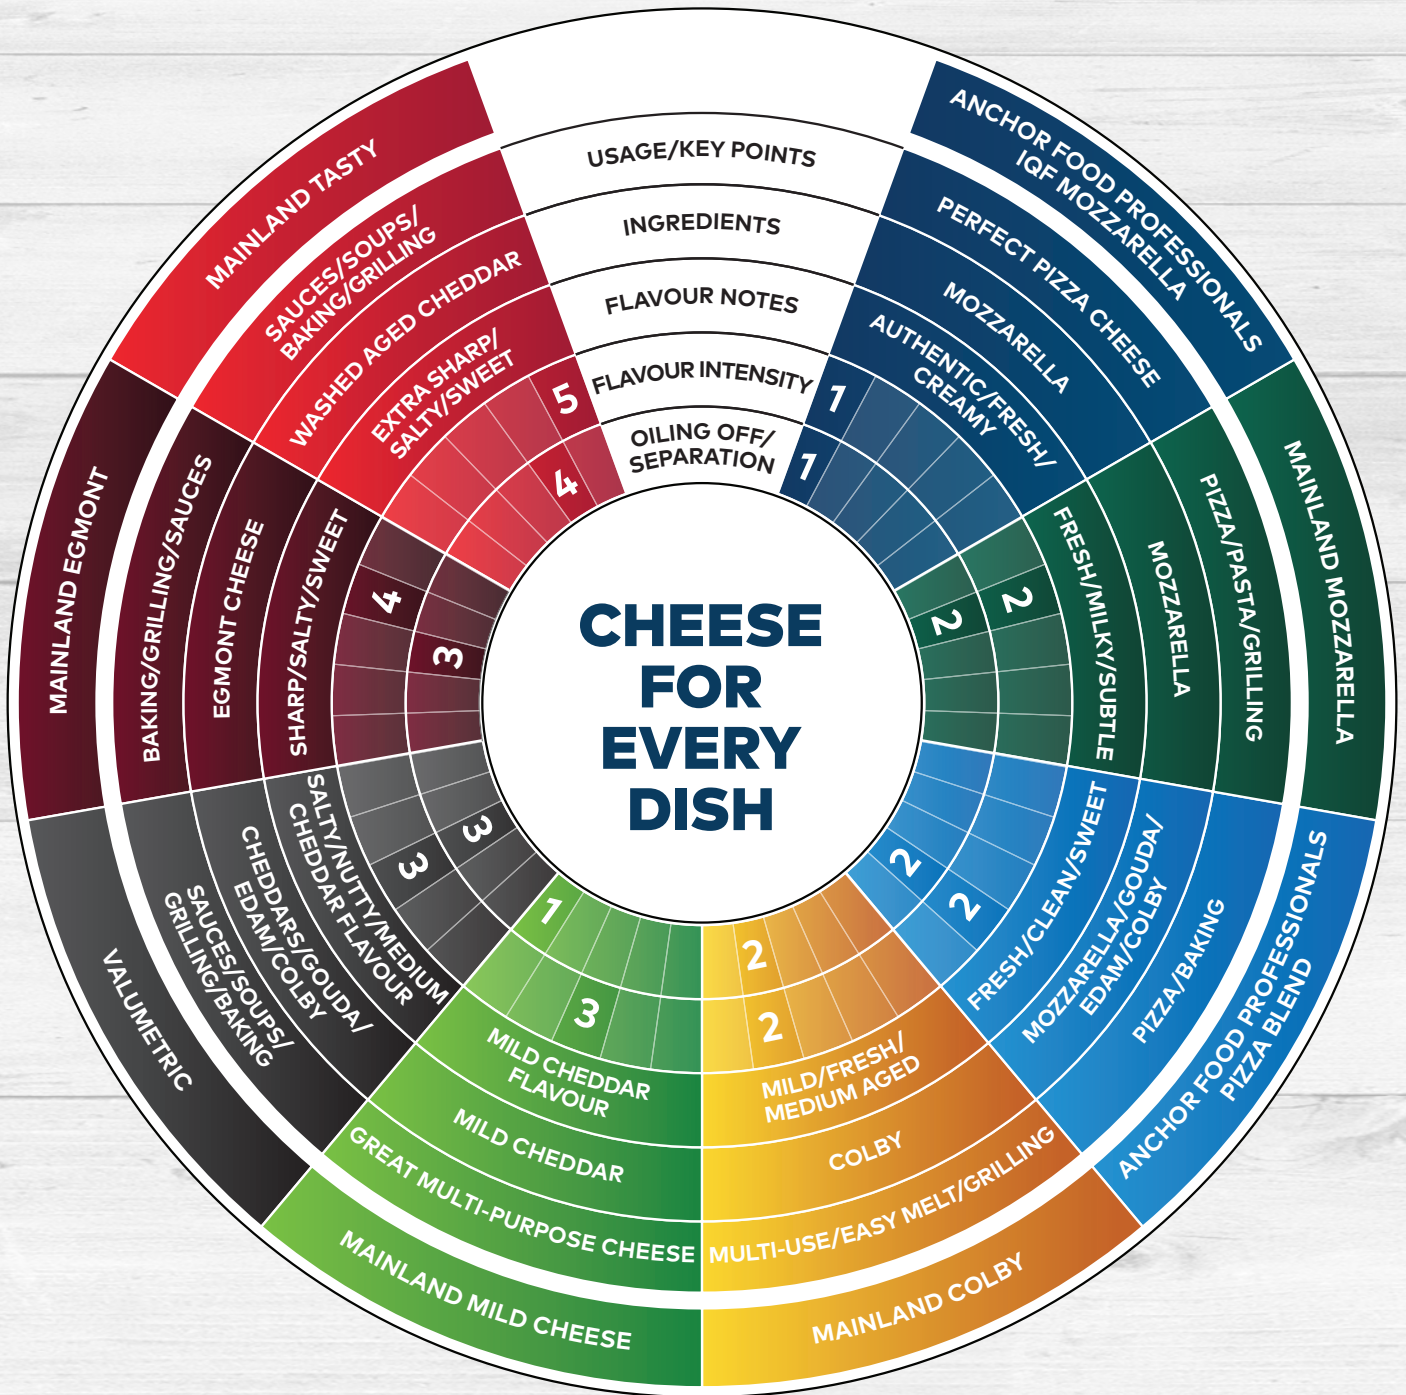 CHEESE
FOR
EVERY
DISH
USAGE/KEY POINTS
INGREDIENTS
FLAVOUR NOTES
FLAVOUR INTENSITY
OILING OFF/
SEPARATION
ANCHOR FOOD PROFESSIONALS
IQF MOZZARELLA
PERFECT PIZZA CHEESE
MOZZARELLA
AUTHENTIC/FRESH/
CREAMY
1
1
MAINLAND MOZZARELLA
PIZZA/PASTA/GRILLING
MOZZARELLA
FRESH/MILKY/SUBTLE
2
2
ANCHOR FOOD PROFESSIONALS
PIZZA BLEND
PIZZA/BAKING
MOZZARELLA/GOUDA/
EDAM/COLBY
FRESH/CLEAN/SWEET
2
2
MAINLAND COLBY
MULTI-USE/EASY MELT/GRILLING
COLBY
MILD/FRESH/
MEDIUM AGED
2
2
MAINLAND MILD CHEESE
GREAT MULTI-PURPOSE CHEESE
MILD CHEDDAR
MILD CHEDDAR
FLAVOUR
3
1
VALUMETRIC
SAUCES/SOUPS/
GRILLING/BAKING
CHEDDARS/GOUDA/
EDAM/COLBY
SALTY/NUTTY/MEDIUM
CHEDDAR FLAVOUR
3
3
MAINLAND EGMONT
BAKING/GRILLING/SAUCES
EGMONT CHEESE
SHARP/SALTY/SWEET
4
3
MAINLAND TASTY
SAUCES/SOUPS/
BAKING/GRILLING
WASHED AGED CHEDDAR
EXTRA SHARP/
SALTY/SWEET
5
4